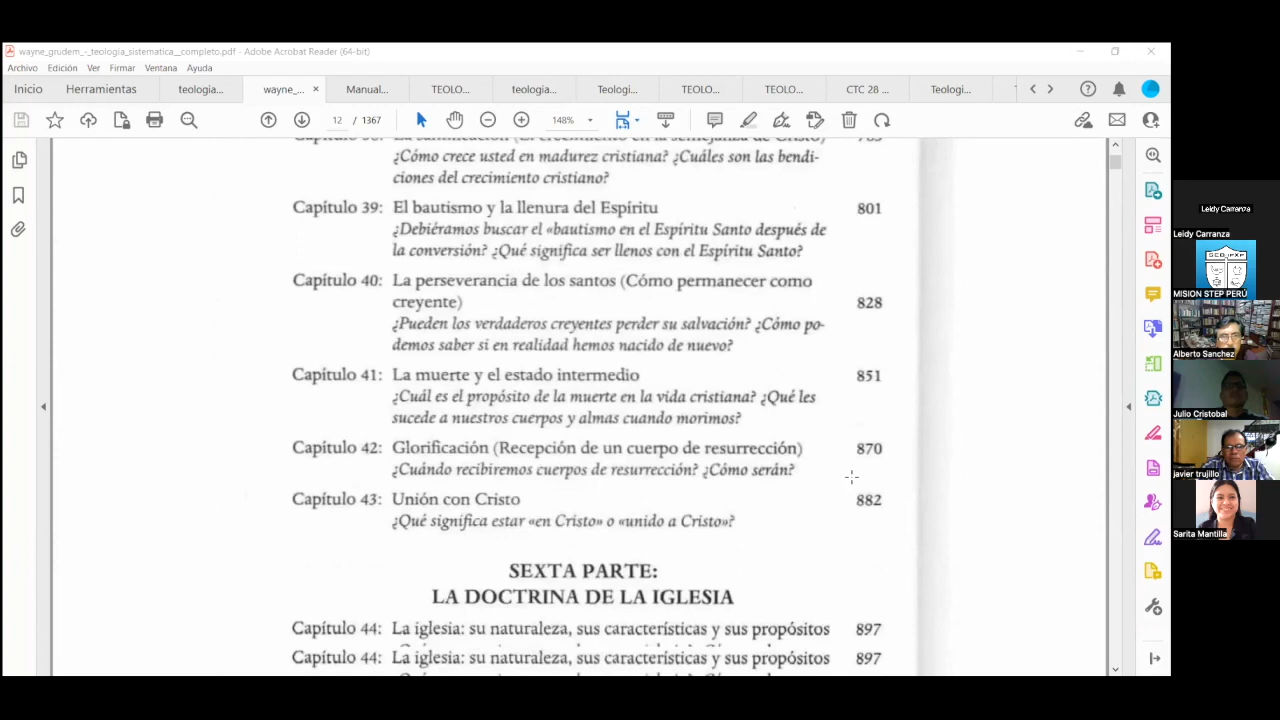 wayne_grudem_-_teologia_sistematica__completo.pdf - Adobe Acrobat Reader (64-bit)
Archivo Edición Ver Firmar Ventana Ayuda
Inicio Herramientas teologia... wayne_... × Manual... TEOLO... teologia... Teologi... TEOLO... TEOLO... CTC 28 ... Teologi...
12 / 1367 148%
¿Cómo crece usted en madurez cristiana? ¿Cuáles son las bendi-
ciones del crecimiento cristiano?
Capítulo 39: El bautismo y la llenura del Espíritu 801
¿Debiéramos buscar el «bautismo en el Espíritu Santo después de
la conversión? ¿Qué significa ser llenos con el Espíritu Santo?
Capítulo 40: La perseverancia de los santos (Cómo permanecer como
creyente) 828
¿Pueden los verdaderos creyentes perder su salvación? ¿Cómo po-
demos saber si en realidad hemos nacido de nuevo?
Capítulo 41: La muerte y el estado intermedio 851
¿Cuál es el propósito de la muerte en la vida cristiana? ¿Qué les
sucede a nuestros cuerpos y almas cuando morimos?
Capítulo 42: Glorificación (Recepción de un cuerpo de resurrección) 870
¿Cuándo recibiremos cuerpos de resurrección? ¿Cómo serán?
Capítulo 43: Unión con Cristo 882
¿Qué significa estar «en Cristo» o «unido a Cristo»?
SEXTA PARTE:
LA DOCTRINA DE LA IGLESIA
Capítulo 44: La iglesia: su naturaleza, sus características y sus propósitos 897
Capítulo 44: La iglesia: su naturaleza, sus características y sus propósitos 897
Leidy Carranza
Leidy Carranza
MISION STEP PERÚ
Alberto Sanchez
Julio Cristobal
javier trujillo
Sarita Mantilla